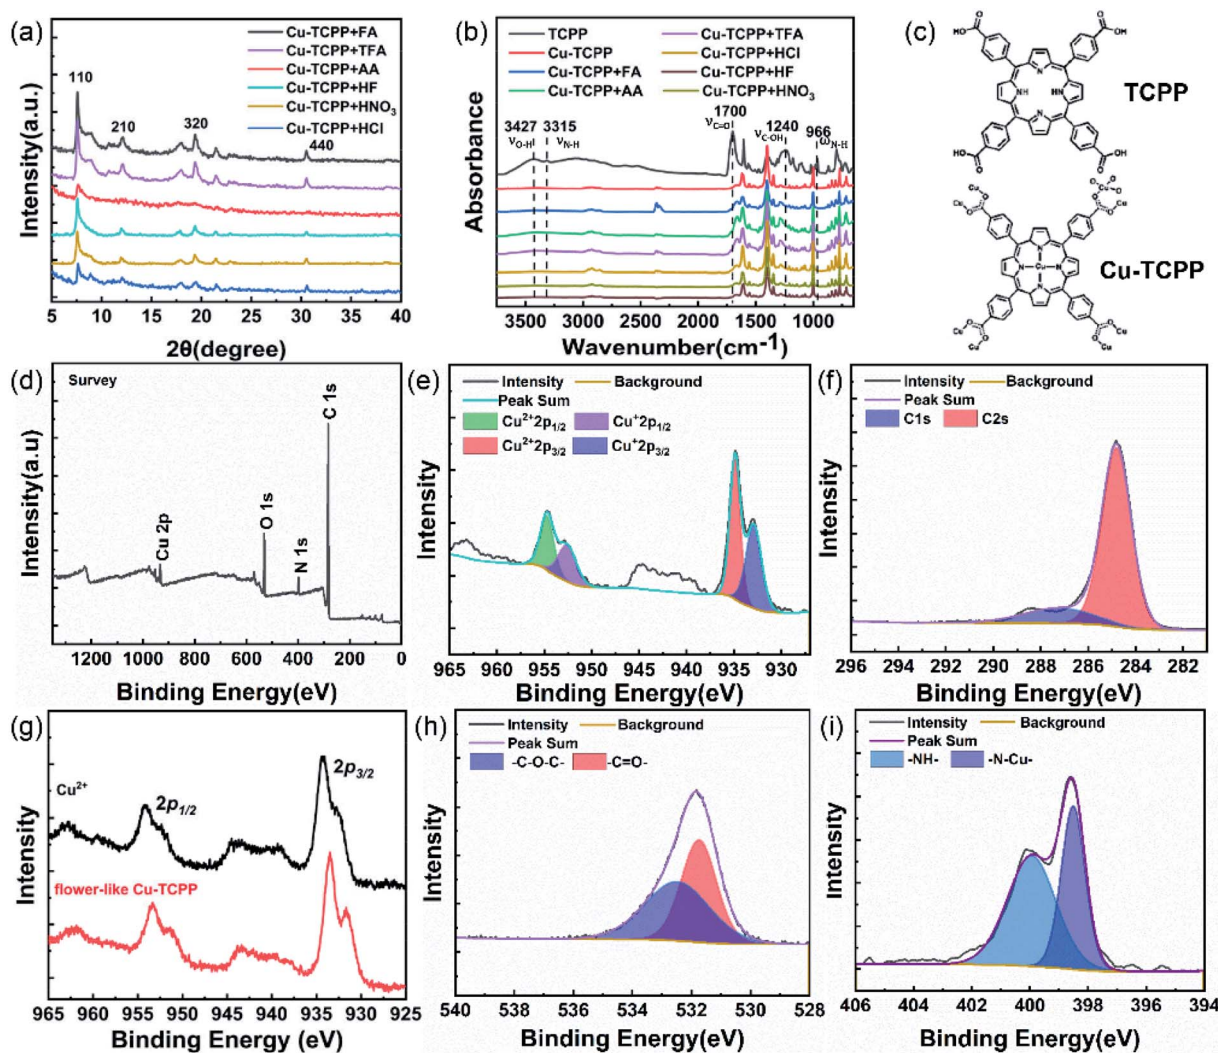 (a)
Cu-TCPP+FA
Cu-TCPP+TFA
Cu-TCPP+AA
Cu-TCPP+HF
Cu-TCPP+HNO₃
Cu-TCPP+HCl
110
210
320
440
Intensity(a.u.)
5 10 15 20 25 30 35 40
2θ(degree)
(b)
TCPP
Cu-TCPP
Cu-TCPP+FA
Cu-TCPP+AA
Cu-TCPP+TFA
Cu-TCPP+HCl
Cu-TCPP+HF
Cu-TCPP+HNO₃
3427
νO-H
3315
νN-H
1700
νC=O
νC-OH
1240
966
ωN-H
Absorbance
3500 3000 2500 2000 1500 1000
Wavenumber(cm⁻¹)
(c)
TCPP
Cu-TCPP
(d)
Survey
C 1s
O 1s
N 1s
Cu 2p
Intensity(a.u)
1200 1000 800 600 400 200 0
Binding Energy(eV)
(e)
Intensity
Background
Peak Sum
Cu²⁺2p1/2
Cu⁺2p1/2
Cu²⁺2p3/2
Cu⁺2p3/2
Intensity
965 960 955 950 945 940 935 930
Binding Energy(eV)
(f)
Intensity
Background
Peak Sum
C1s
C2s
Intensity
296 294 292 290 288 286 284 282
Binding Energy(eV)
(g)
Cu²⁺
2p1/2
2p3/2
flower-like Cu-TCPP
Intensity
965 960 955 950 945 940 935 930 925
Binding Energy(eV)
(h)
Intensity
Background
Peak Sum
-C-O-C-
-C=O-
Intensity
540 538 536 534 532 530 528
Binding Energy(eV)
(i)
Intensity
Background
Peak Sum
-NH-
-N-Cu-
Intensity
406 404 402 400 398 396 394
Binding Energy(eV)